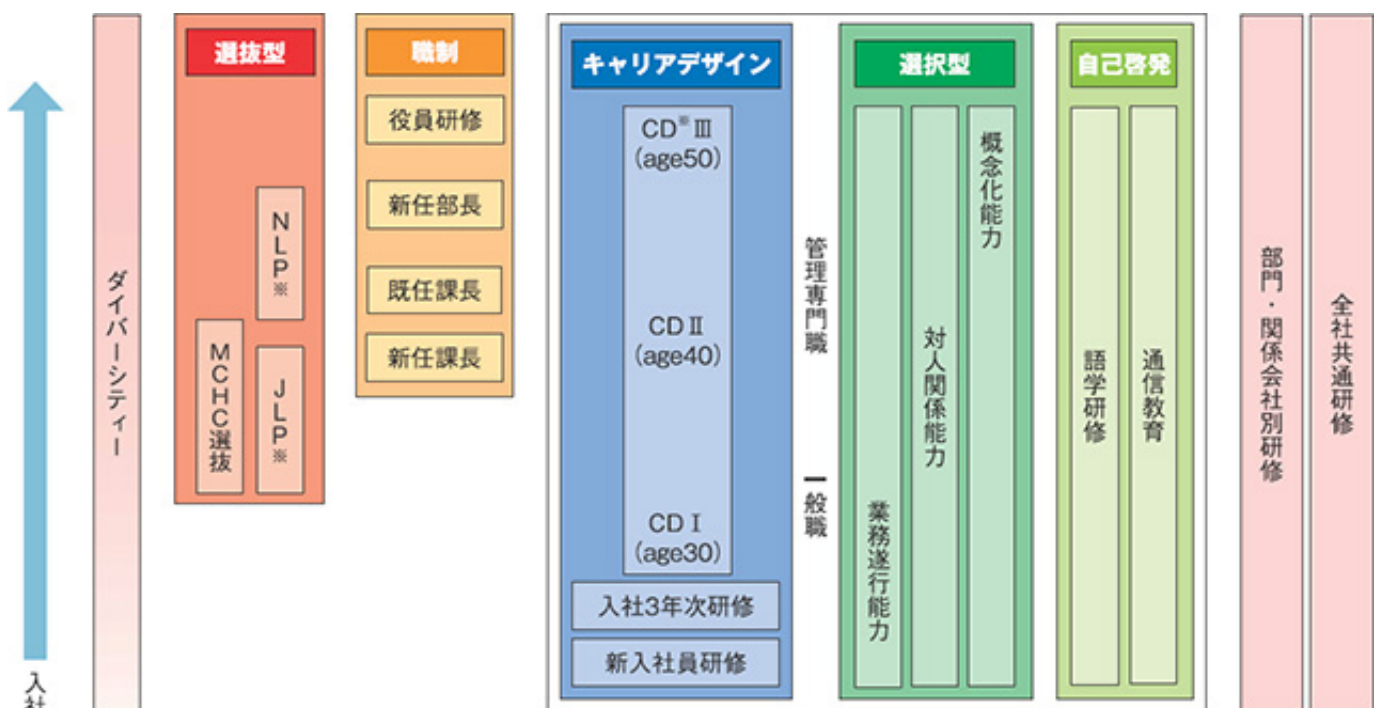 入社
ダイバーシティー
選抜型
NLP※
MCHC選抜
JLP※
職制
役員研修
新任部長
既任課長
新任課長
キャリアデザイン
CD※Ⅲ
(age50)
CDⅡ
(age40)
CDⅠ
(age30)
入社3年次研修
新入社員研修
管理専門職
一般職
選択型
業務遂行能力
対人関係能力
概念化能力
自己啓発
語学研修
通信教育
部門・関係会社別研修
全社共通研修